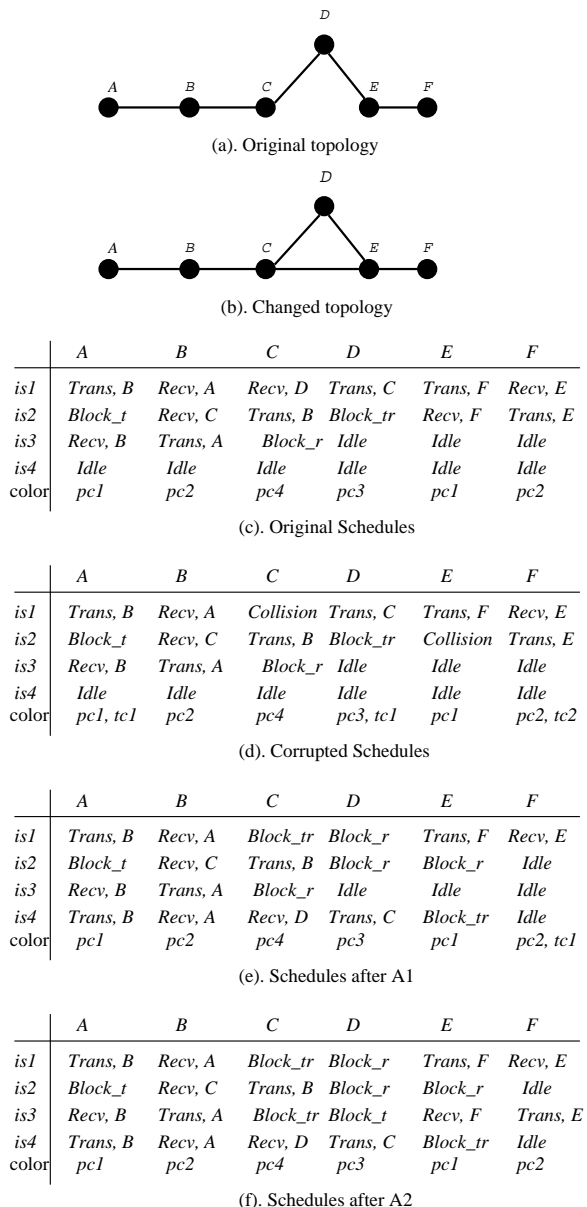 D
A B C E F
(a). Original topology
D
A B C E F
(b). Changed topology
A B C D E F
is1 Trans, B Recv, A Recv, D Trans, C Trans, F Recv, E
is2 Block_t Recv, C Trans, B Block_tr Recv, F Trans, E
is3 Recv, B Trans, A Block_r Idle Idle Idle
is4 Idle Idle Idle Idle Idle Idle
color pc1 pc2 pc4 pc3 pc1 pc2
(c). Original Schedules
A B C D E F
is1 Trans, B Recv, A Collision Trans, C Trans, F Recv, E
is2 Block_t Recv, C Trans, B Block_tr Collision Trans, E
is3 Recv, B Trans, A Block_r Idle Idle Idle
is4 Idle Idle Idle Idle Idle Idle
color pc1, tc1 pc2 pc4 pc3, tc1 pc1 pc2, tc2
(d). Corrupted Schedules
A B C D E F
is1 Trans, B Recv, A Block_tr Block_r Trans, F Recv, E
is2 Block_t Recv, C Trans, B Block_r Block_r Idle
is3 Recv, B Trans, A Block_r Idle Idle Idle
is4 Trans, B Recv, A Recv, D Trans, C Block_tr Idle
color pc1 pc2 pc4 pc3 pc1 pc2, tc1
(e). Schedules after A1
A B C D E F
is1 Trans, B Recv, A Block_tr Block_r Trans, F Recv, E
is2 Block_t Recv, C Trans, B Block_r Block_r Idle
is3 Recv, B Trans, A Block_tr Block_t Recv, F Trans, E
is4 Trans, B Recv, A Recv, D Trans, C Block_tr Idle
color pc1 pc2 pc4 pc3 pc1 pc2
(f). Schedules after A2